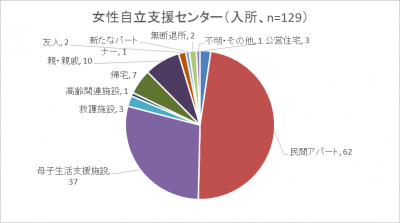 女性自立支援センター（入所、n=129）
友人, 2
新たなパート
ナー, 1
無断退所, 2
不明・その他, 1
公営住宅, 3
親・親戚, 10
帰宅, 7
高齢関連施設, 1
救護施設, 3
母子生活支援施設,
37
民間アパート, 62